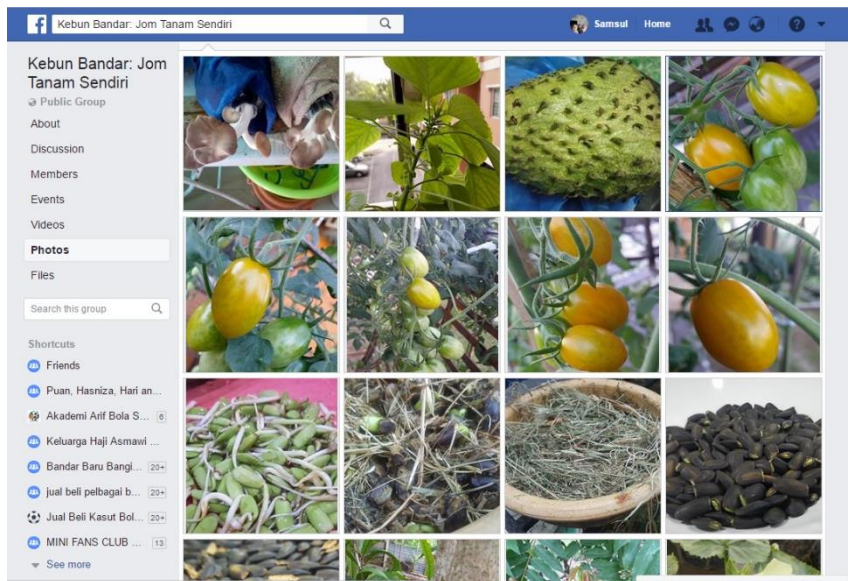 f
Kebun Bandar: Jom Tanam Sendiri
Samsul
Home
?
Kebun Bandar: Jom
Tanam Sendiri
Public Group
About
Discussion
Members
Events
Videos
Photos
Files
Search this group
Shortcuts
Friends
Puan, Hasniza, Hari an...
Akademi Arif Bola S... 6
Keluarga Haji Asmawi ...
Bandar Baru Bangi... 20+
jual beli pelbagai b... 20+
Jual Beli Kasut Bol... 20+
MINI FANS CLUB ... 13
See more